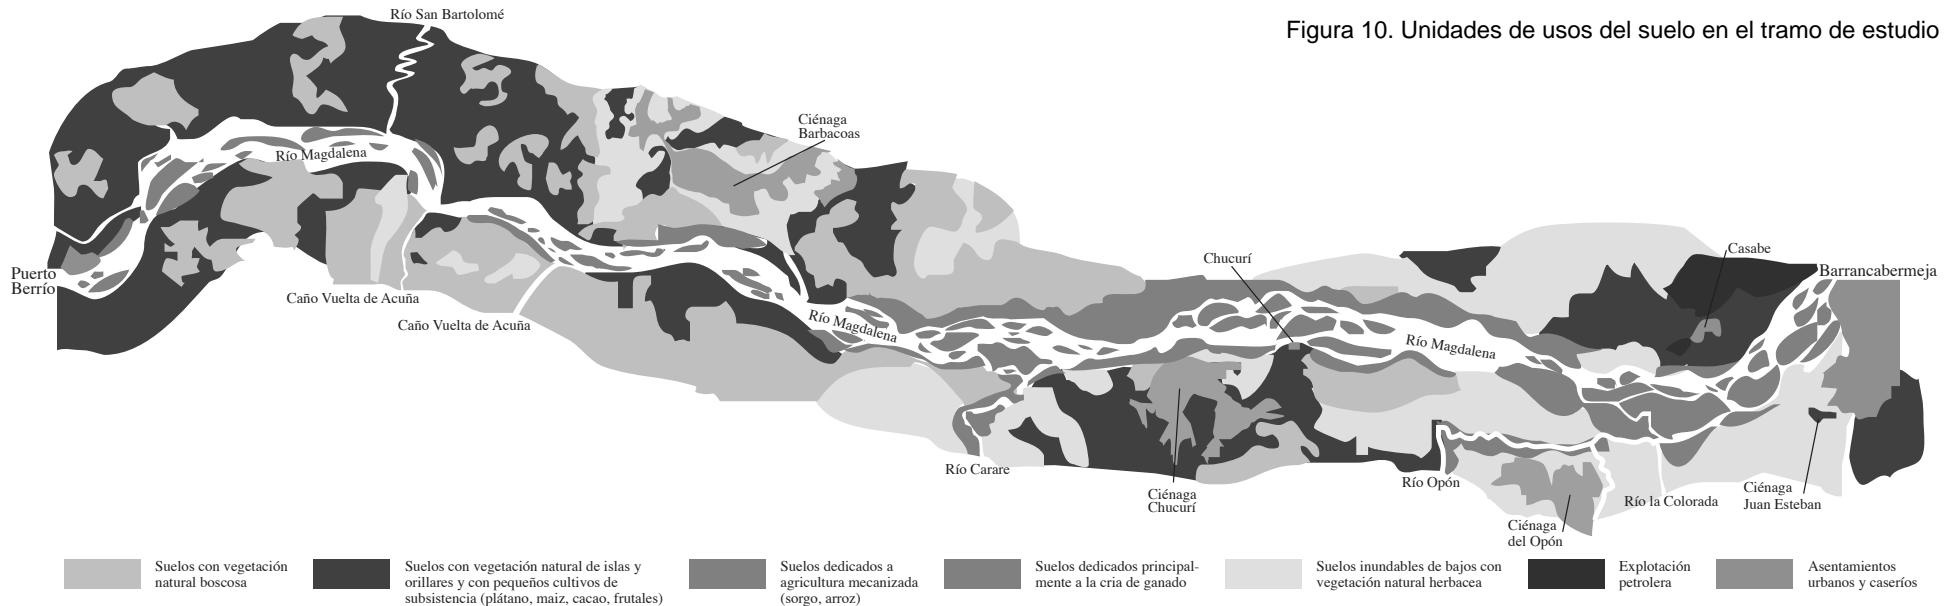 Río San Bartolomé
Figura 10. Unidades de usos del suelo en el tramo de estudio
Ciénaga
Barbacoas
Río Magdalena
Puerto
Berrío
Caño Vuelta de Acuña
Caño Vuelta de Acuña
Río Magdalena
Chucurí
Río Magdalena
Casabe
Barrancabermeja
Río Carare
Ciénaga
Chucurí
Río Opón
Ciénaga
del Opón
Río la Colorada
Ciénaga
Juan Esteban
Suelos con vegetación
natural boscosa
Suelos con vegetación natural de islas y
orillares y con pequeños cultivos de
subsistencia (plátano, maiz, cacao, frutales)
Suelos dedicados a
agricultura mecanizada
(sorgo, arroz)
Suelos dedicados principal-
mente a la cria de ganado
Suelos inundables de bajos con
vegetación natural herbacea
Explotación
petrolera
Asentamientos
urbanos y caseríos